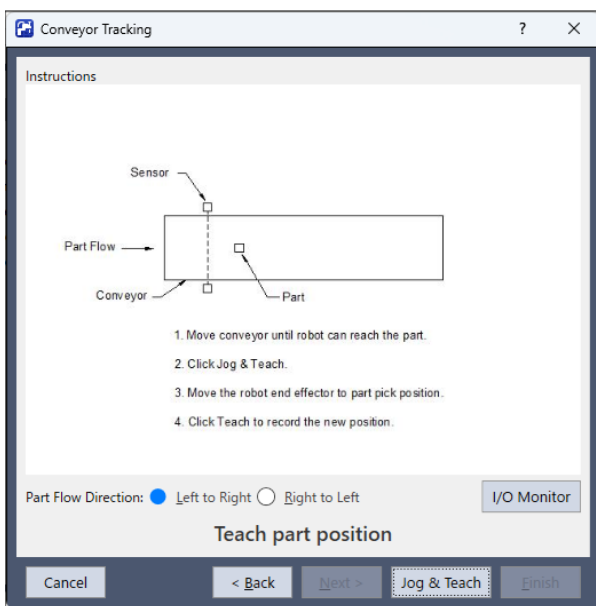 Conveyor Tracking ? ×
Instructions
Sensor
Part Flow
Conveyor
Part
1. Move conveyor until robot can reach the part.
2. Click Jog & Teach.
3. Move the robot end effector to part pick position.
4. Click Teach to record the new position.
Part Flow Direction: Left to Right Right to Left I/O Monitor
Teach part position
Cancel < Back Next > Jog & Teach Finish